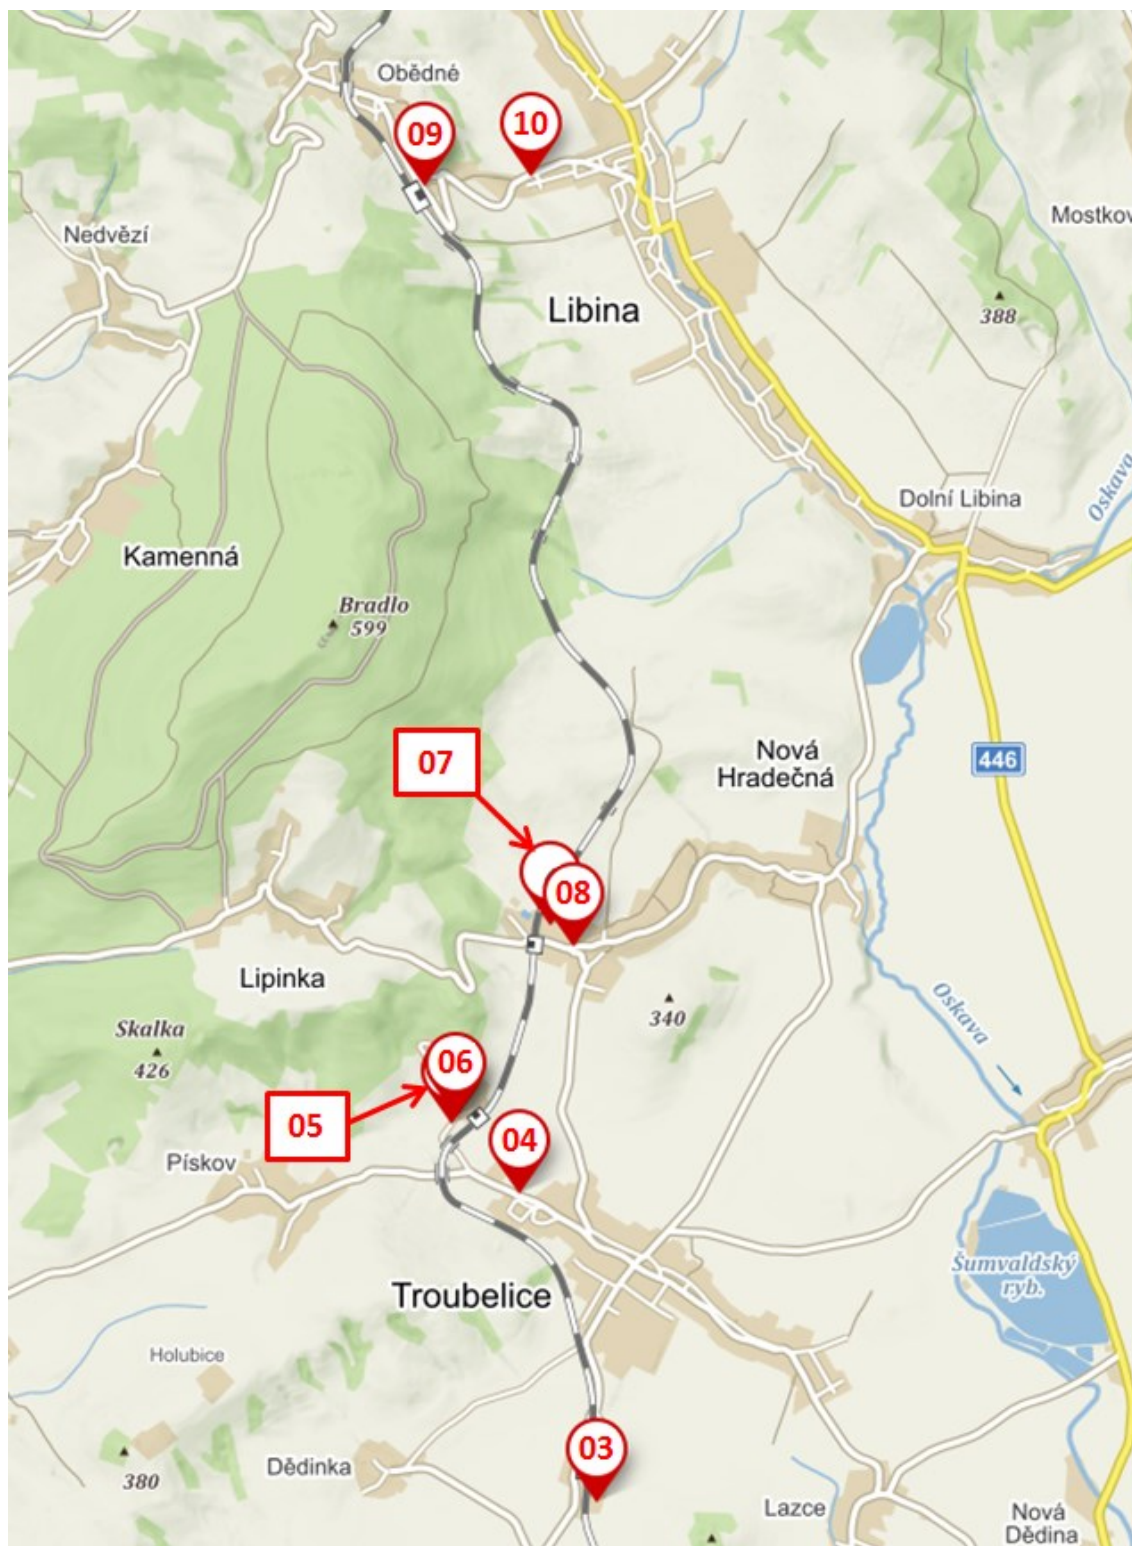 Obědné
09
10
Nedvězí
Mostkov
Libina
388
Dolní Libina
Oskava
Kamenná
Bradlo
599
07
Nová
Hradečná
446
08
Lipinka
Skalka
426
340
Oskava
06
05
04
Pískov
Šumvaldský
ryb.
Troubelice
Holubice
03
Dědinka
380
Lazce
Nová
Dědina